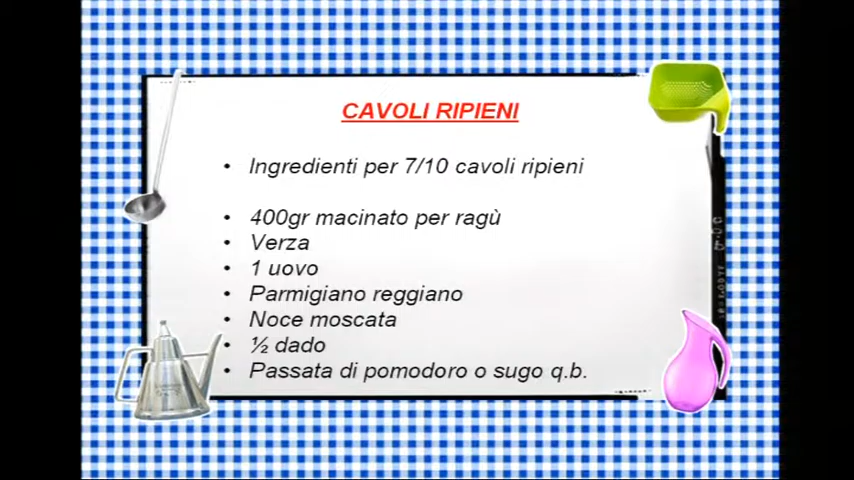 CAVOLI RIPIENI
• Ingredienti per 7/10 cavoli ripieni
• 400gr macinato per ragù
• Verza
• 1 uovo
• Parmigiano reggiano
• Noce moscata
• ½ dado
• Passata di pomodoro o sugo q.b.